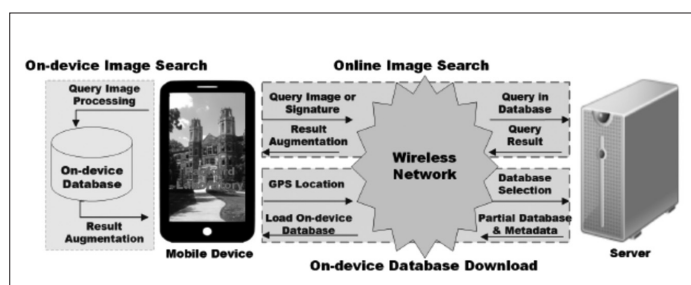 On-device Image Search
Online Image Search
Query Image
Processing
On-device
Database
Result
Augmentation
Mobile Device
Query Image or
Signature
Result
Augmentation
GPS Location
Load On-device
Database
Wireless
Network
Query in
Database
Query
Result
Database
Selection
Partial Database
& Metadata
On-device Database Download
Server